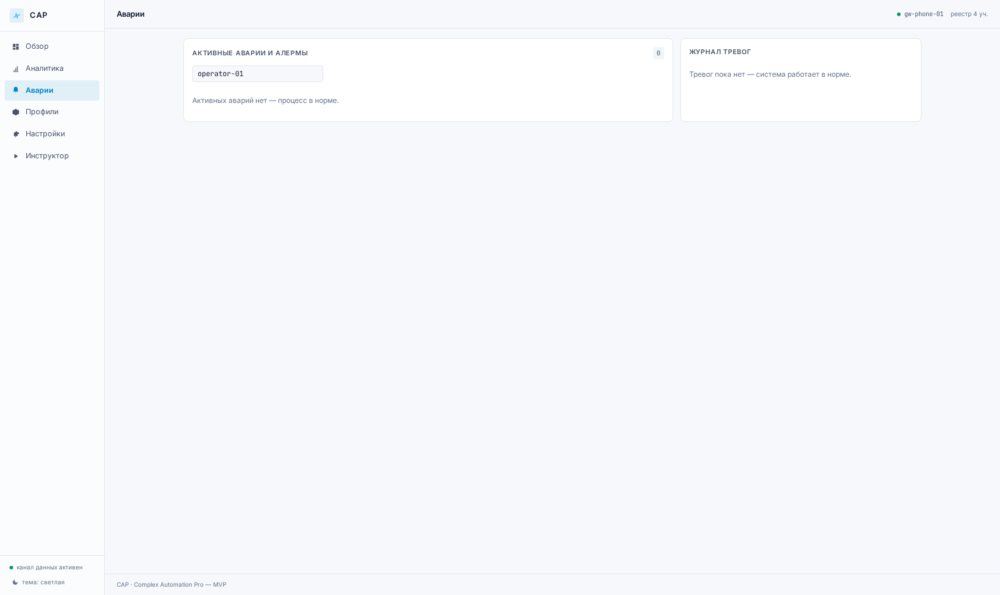 CAP
Обзор
Аналитика
Аварии
Профили
Настройки
Инструктор
канал данных активен
тема: светлая
Аварии
gw-phone-01 реестр 4 уч.
АКТИВНЫЕ АВАРИИ И АЛЕРМЫ 0
operator-01
Активных аварий нет — процесс в норме.
ЖУРНАЛ ТРЕВОГ
Тревог пока нет — система работает в норме.
CAP · Complex Automation Pro — MVP